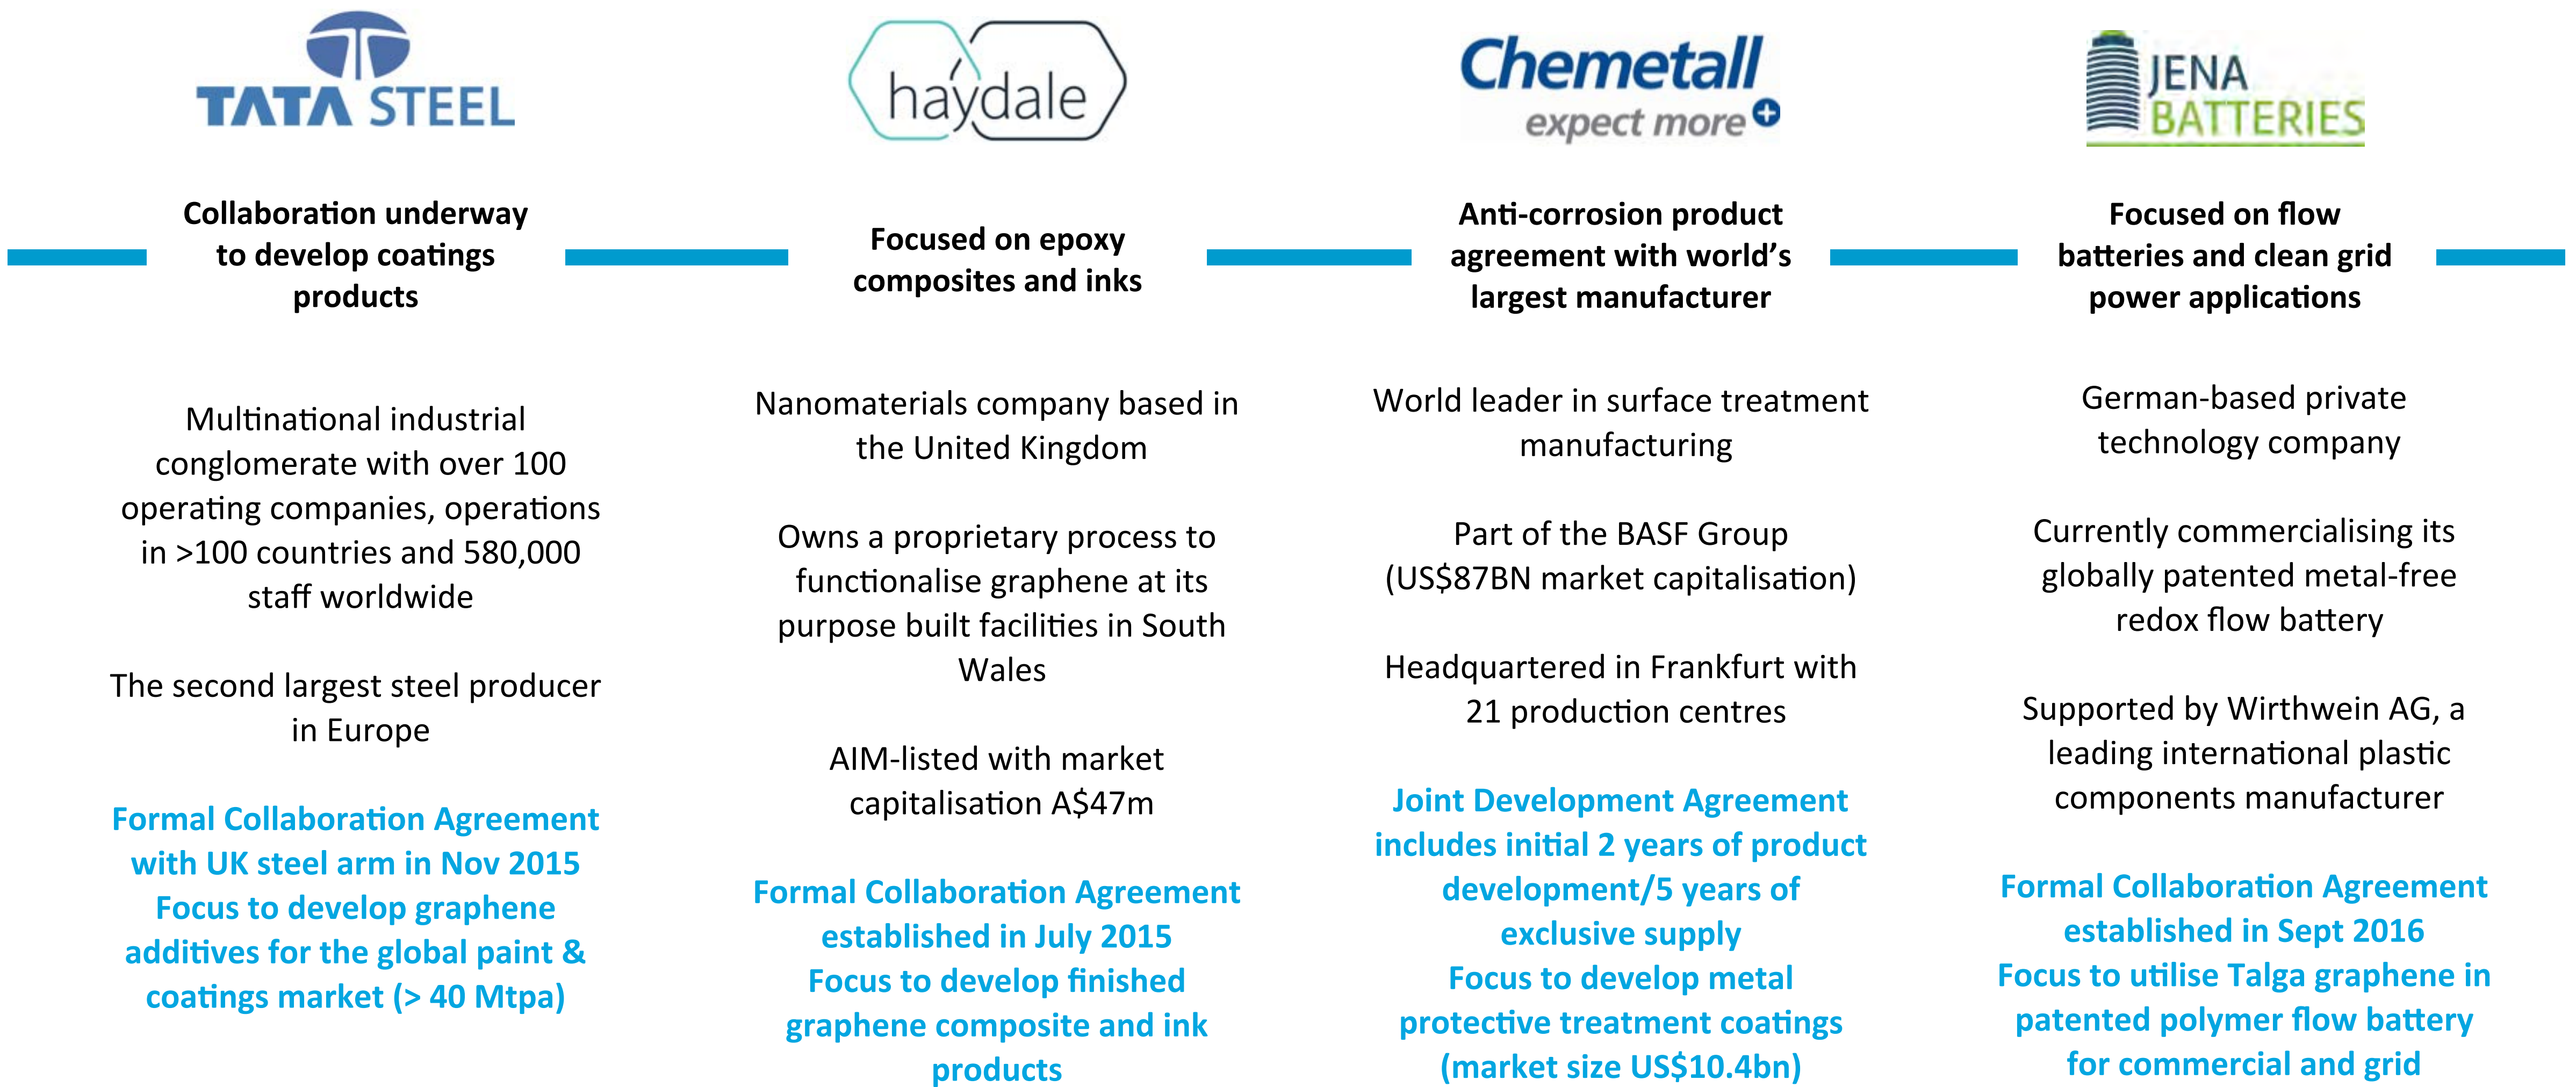 TATA STEEL
Collaboration underway
to develop coatings
products
Multinational industrial
conglomerate with over 100
operating companies, operations
in >100 countries and 580,000
staff worldwide
The second largest steel producer
in Europe
Formal Collaboration Agreement
with UK steel arm in Nov 2015
Focus to develop graphene
additives for the global paint &
coatings market (> 40 Mtpa)
haydale
Focused on epoxy
composites and inks
Nanomaterials company based in
the United Kingdom
Owns a proprietary process to
functionalise graphene at its
purpose built facilities in South
Wales
AIM-listed with market
capitalisation A$47m
Formal Collaboration Agreement
established in July 2015
Focus to develop finished
graphene composite and ink
products
Chemetall
expect more +
Anti-corrosion product
agreement with world’s
largest manufacturer
World leader in surface treatment
manufacturing
Part of the BASF Group
(US$87BN market capitalisation)
Headquartered in Frankfurt with
21 production centres
Joint Development Agreement
includes initial 2 years of product
development/5 years of
exclusive supply
Focus to develop metal
protective treatment coatings
(market size US$10.4bn)
JENA
BATTERIES
Focused on flow
batteries and clean grid
power applications
German-based private
technology company
Currently commercialising its
globally patented metal-free
redox flow battery
Supported by Wirthwein AG, a
leading international plastic
components manufacturer
Formal Collaboration Agreement
established in Sept 2016
Focus to utilise Talga graphene in
patented polymer flow battery
for commercial and grid